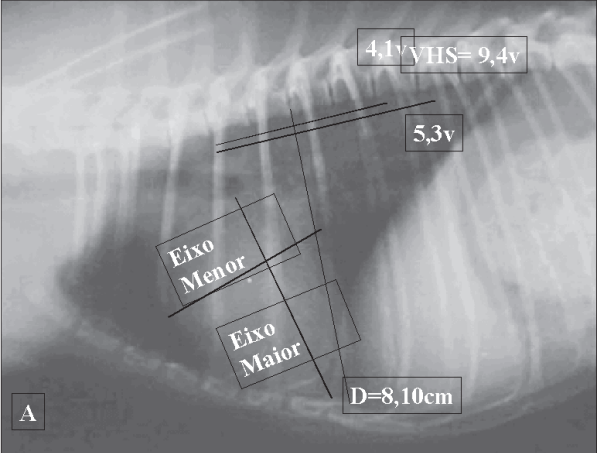 4,1v
VHS= 9,4v
5,3v
Eixo
Menor
Eixo
Maior
D=8,10cm
A